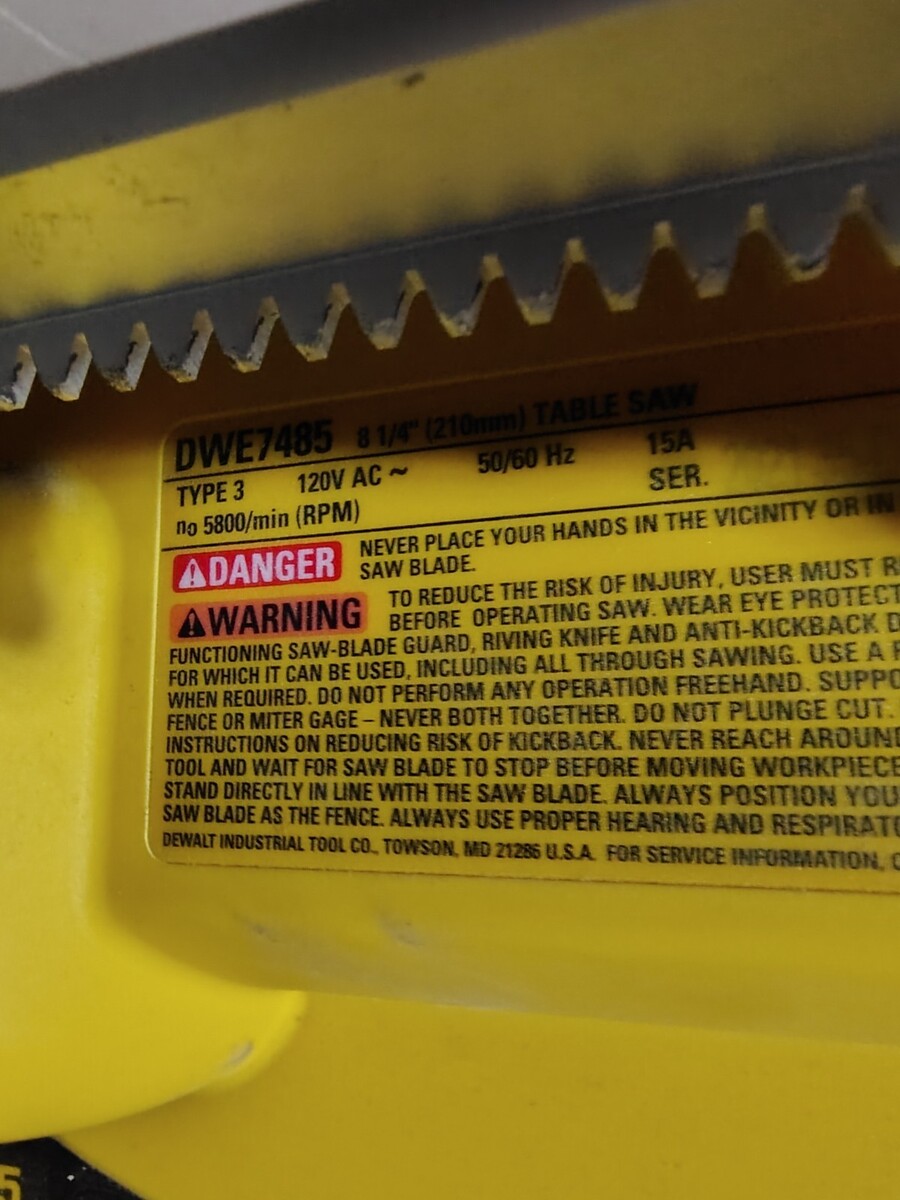 DWE7485 8 1/4" (210mm) TABLE SAW
TYPE 3 120V AC ~ 50/60 Hz 15A
n₀ 5800/min (RPM) SER.
⚠DANGER NEVER PLACE YOUR HANDS IN THE VICINITY OR IN
SAW BLADE.
⚠WARNING TO REDUCE THE RISK OF INJURY, USER MUST R
BEFORE OPERATING SAW. WEAR EYE PROTECT
FUNCTIONING SAW-BLADE GUARD, RIVING KNIFE AND ANTI-KICKBACK D
FOR WHICH IT CAN BE USED, INCLUDING ALL THROUGH SAWING. USE A P
WHEN REQUIRED. DO NOT PERFORM ANY OPERATION FREEHAND. SUPPO
FENCE OR MITER GAGE – NEVER BOTH TOGETHER. DO NOT PLUNGE CUT.
INSTRUCTIONS ON REDUCING RISK OF KICKBACK. NEVER REACH AROUND
TOOL AND WAIT FOR SAW BLADE TO STOP BEFORE MOVING WORKPIECE
STAND DIRECTLY IN LINE WITH THE SAW BLADE. ALWAYS POSITION YOU
SAW BLADE AS THE FENCE. ALWAYS USE PROPER HEARING AND RESPIRATO
DEWALT INDUSTRIAL TOOL CO., TOWSON, MD 21286 U.S.A. FOR SERVICE INFORMATION, C
5